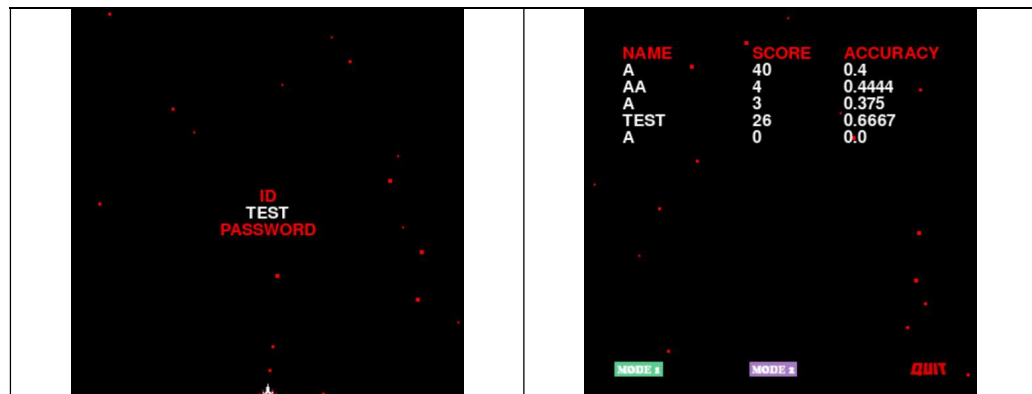 ID
TEST
PASSWORD
NAME SCORE ACCURACY
A 40 0.4
AA 4 0.4444
A 3 0.375
TEST 26 0.6667
A 0 0.0
MODE 1 MODE 2 QUIT